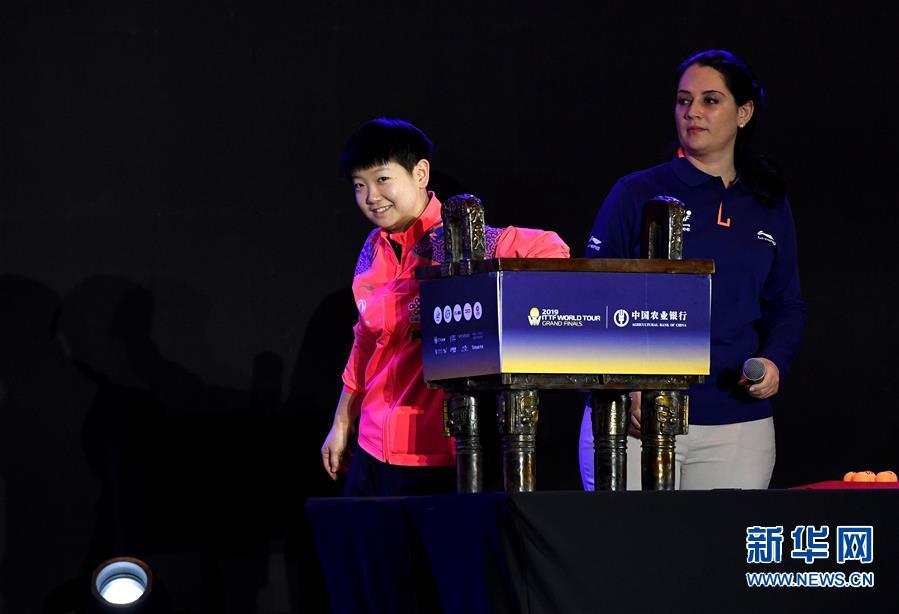 2019
ITTF WORLD TOUR
GRAND FINALS
中国农业银行
AGRICULTURAL BANK OF CHINA
新华网
WWW.NEWS.CN